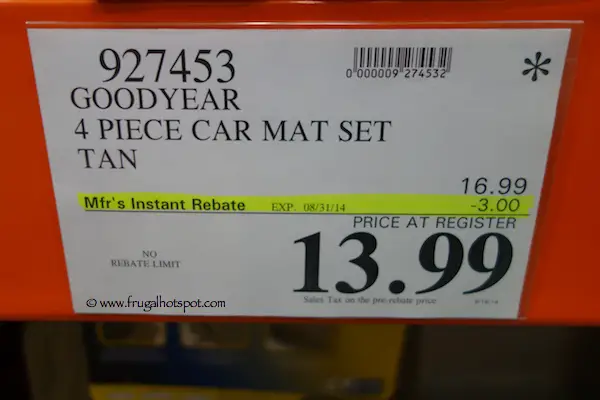 927453
0"000009"274532"
*
GOODYEAR
4 PIECE CAR MAT SET
TAN
16.99
Mfr's Instant Rebate EXP. 08/31/14 -3.00
PRICE AT REGISTER
13.99
NO
REBATE LIMIT
Sales Tax on the pre-rebate price
© www.frugalhotspot.com